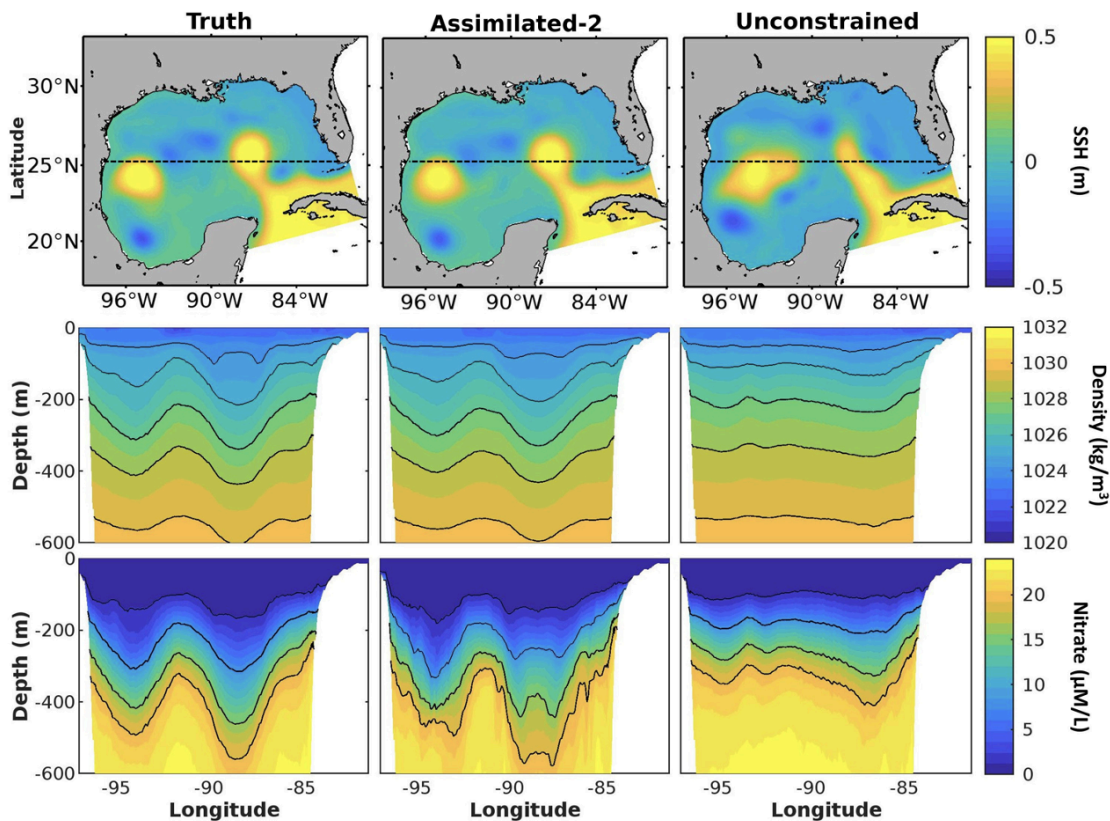 Truth Assimilated-2 Unconstrained
30°N
25°N
20°N
Latitude
96°W 90°W 84°W 96°W 90°W 84°W 96°W 90°W 84°W
0.5
0
-0.5
SSH (m)
0
-200
-400
-600
Depth (m)
1032
1030
1028
1026
1024
1022
1020
Density (kg/m³)
0
-200
-400
-600
Depth (m)
20
15
10
5
0
Nitrate (μM/L)
-95 -90 -85 -95 -90 -85 -95 -90 -85
Longitude Longitude Longitude